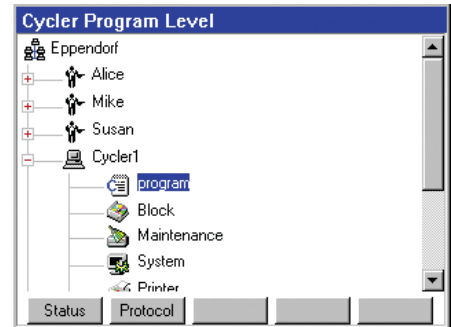 Cycler Program Level
Eppendorf
Alice
Mike
Susan
Cycler1
program
Block
Maintenance
System
Printer
Status Protocol